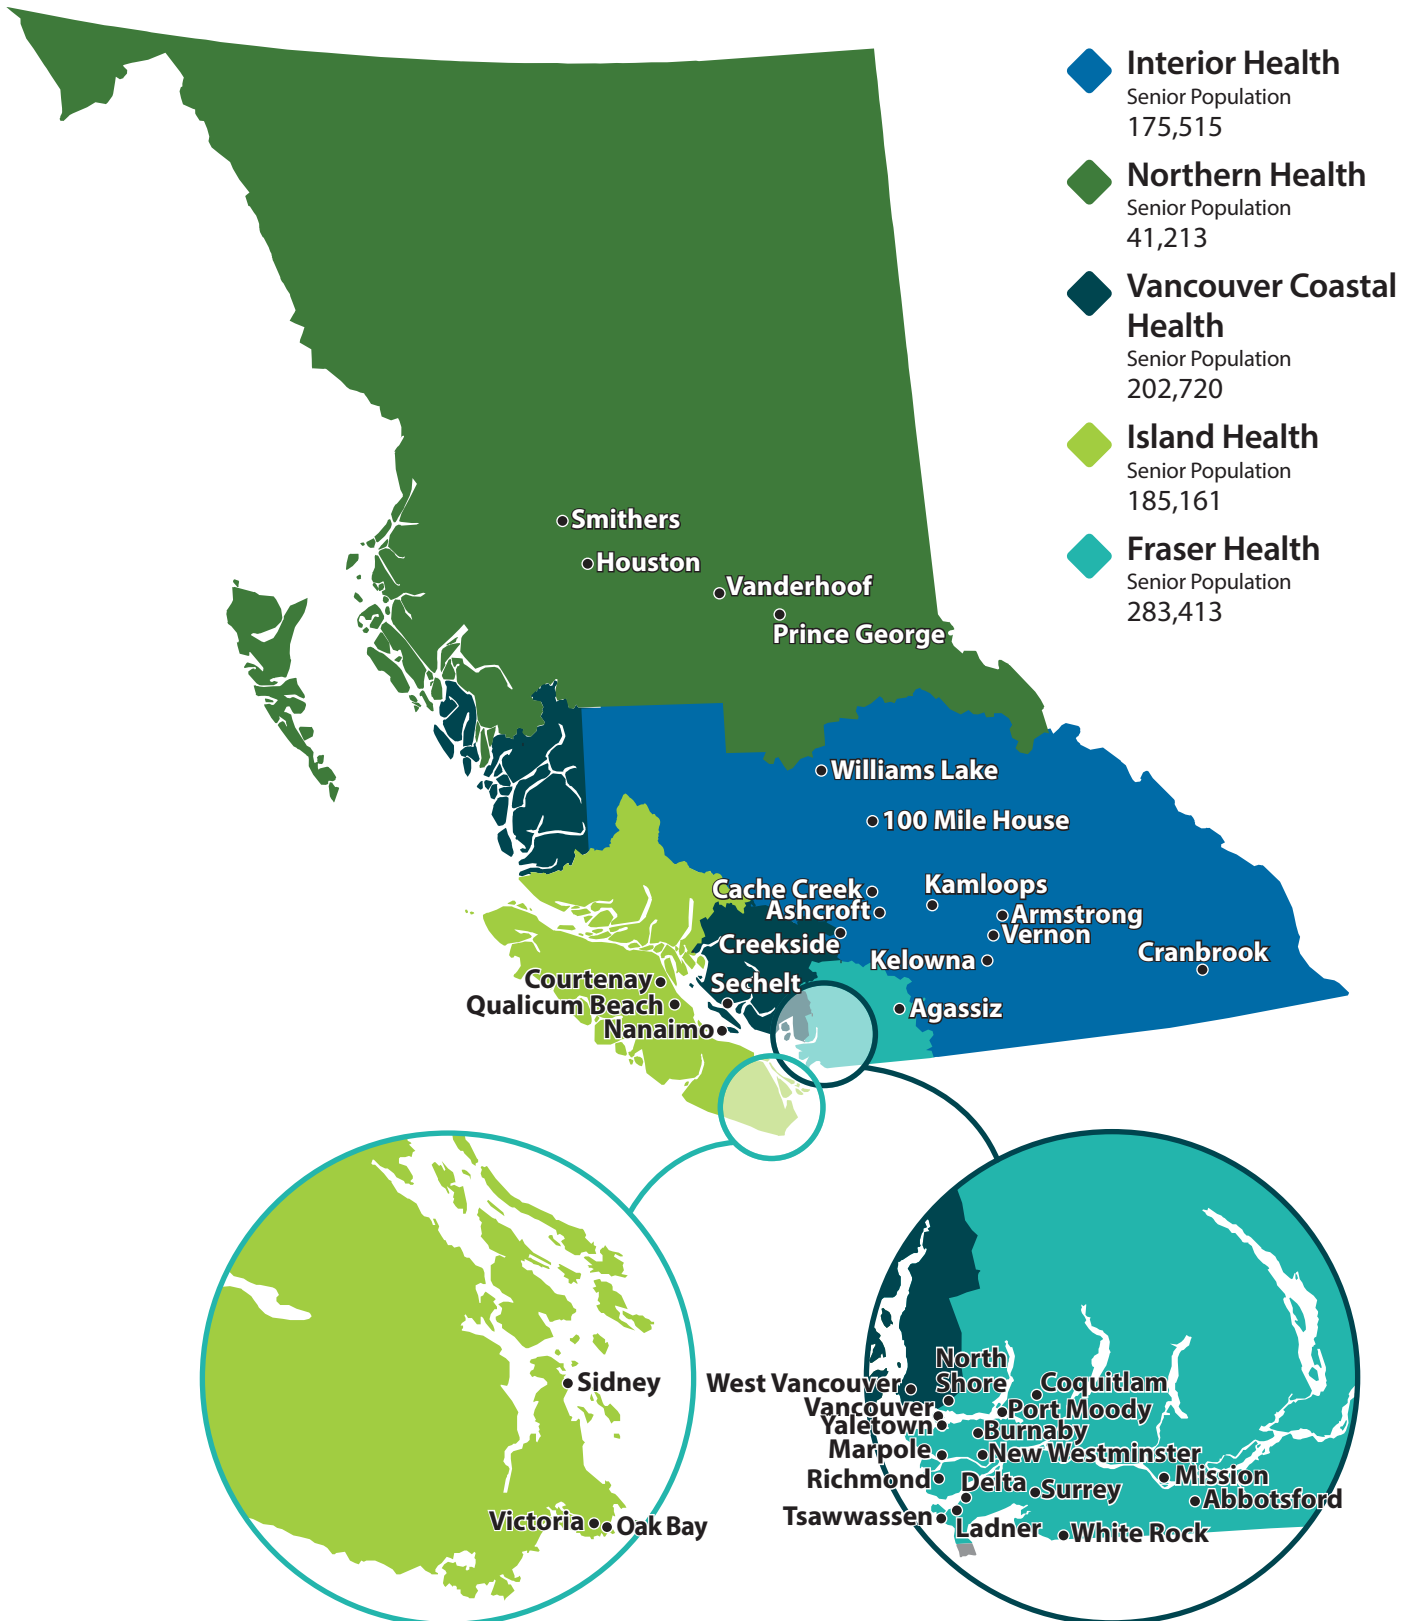 Interior Health
Senior Population
175,515
Northern Health
Senior Population
41,213
Vancouver Coastal
Health
Senior Population
202,720
Island Health
Senior Population
185,161
Fraser Health
Senior Population
283,413
Smithers
Houston
Vanderhoof
Prince George
Williams Lake
100 Mile House
Cache Creek
Kamloops
Ashcroft
Armstrong
Vernon
Creekside
Cranbrook
Kelowna
Courtenay
Sechelt
Qualicum Beach
Agassiz
Nanaimo
Sidney
Victoria
Oak Bay
North
Shore
West Vancouver
Coquitlam
Vancouver
Port Moody
Yaletown
Burnaby
Marpole
New Westminster
Richmond
Mission
Delta
Surrey
Abbotsford
Tsawwassen
Ladner
White Rock